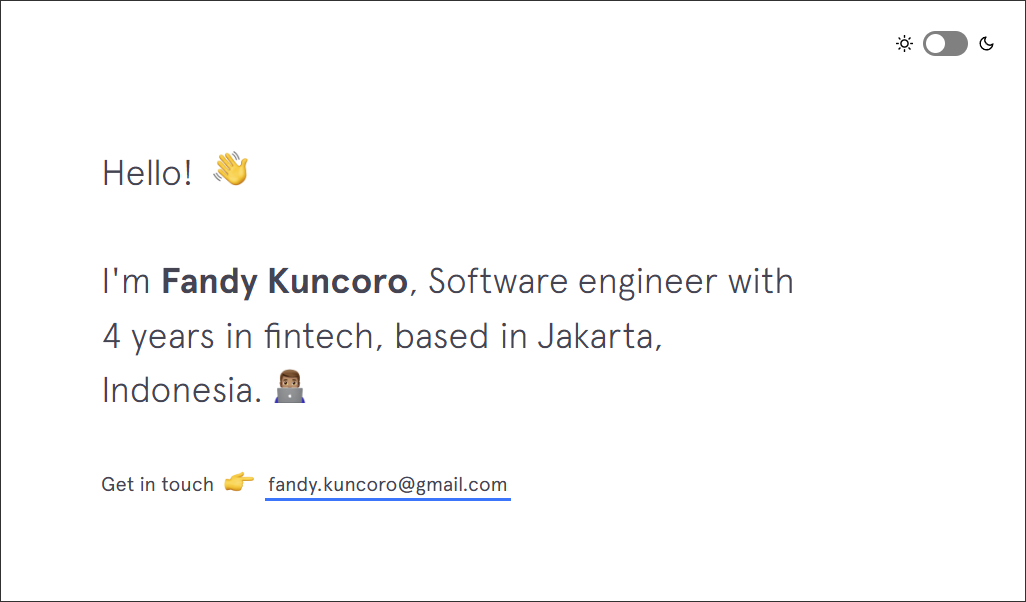 Hello! 👋
I'm Fandy Kuncoro, Software engineer with
4 years in fintech, based in Jakarta,
Indonesia. 👨🏽‍💻
Get in touch 👉 fandy.kuncoro@gmail.com